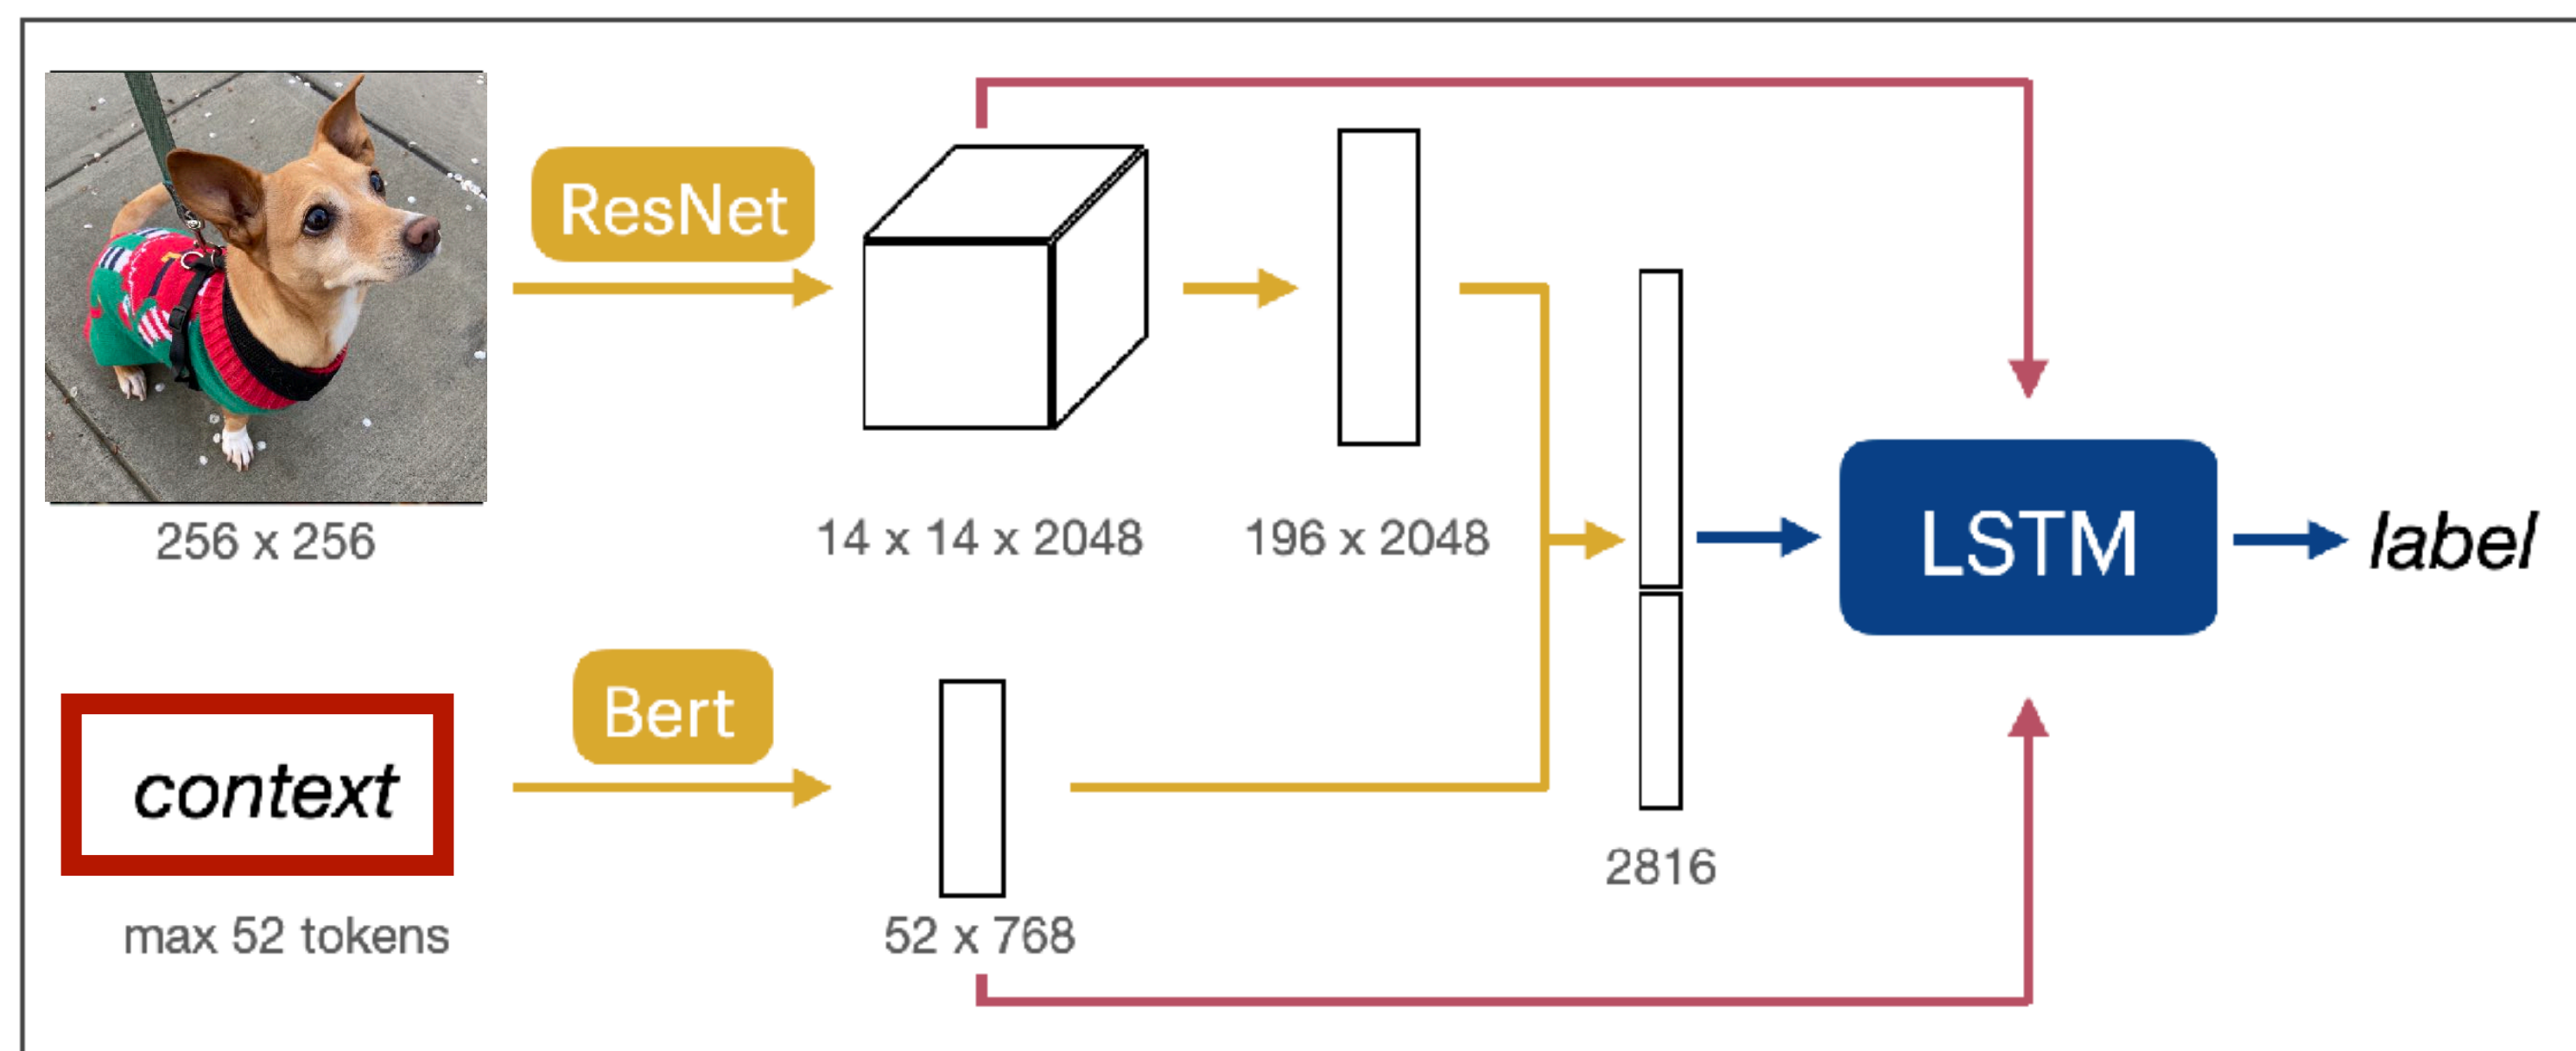 ResNet
256 x 256
14 x 14 x 2048
196 x 2048
LSTM
label
Bert
context
max 52 tokens
52 x 768
2816